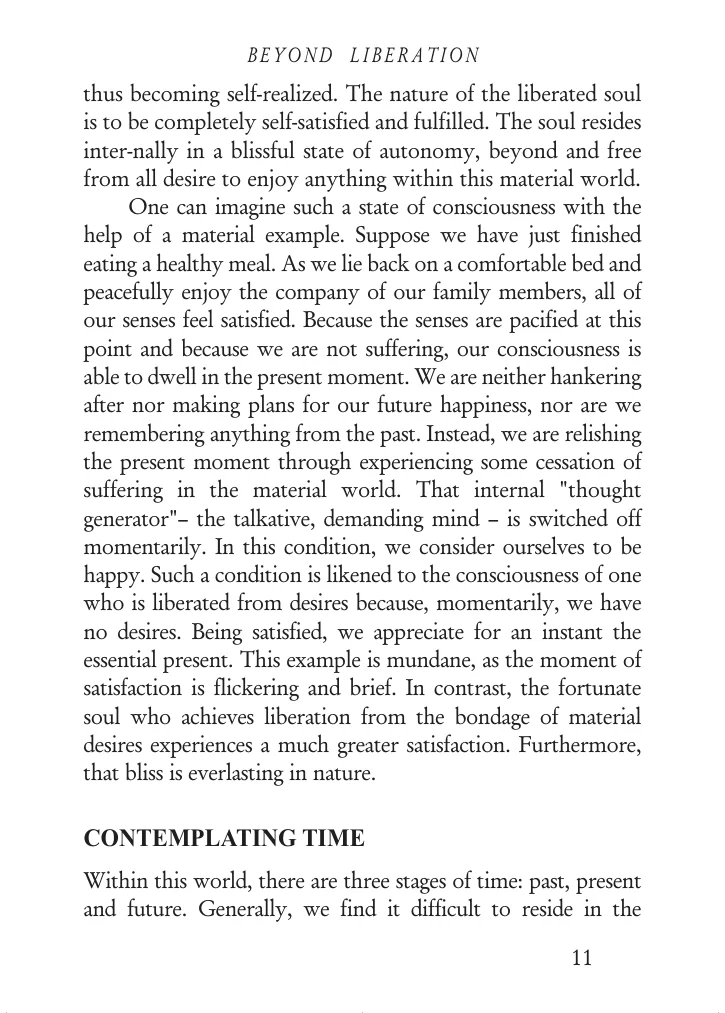 BEYOND LIBERATION
thus becoming self-realized. The nature of the liberated soul
is to be completely self-satisfied and fulfilled. The soul resides
inter-nally in a blissful state of autonomy, beyond and free
from all desire to enjoy anything within this material world.
One can imagine such a state of consciousness with the
help of a material example. Suppose we have just finished
eating a healthy meal. As we lie back on a comfortable bed and
peacefully enjoy the company of our family members, all of
our senses feel satisfied. Because the senses are pacified at this
point and because we are not suffering, our consciousness is
able to dwell in the present moment. We are neither hankering
after nor making plans for our future happiness, nor are we
remembering anything from the past. Instead, we are relishing
the present moment through experiencing some cessation of
suffering in the material world. That internal "thought
generator"– the talkative, demanding mind – is switched off
momentarily. In this condition, we consider ourselves to be
happy. Such a condition is likened to the consciousness of one
who is liberated from desires because, momentarily, we have
no desires. Being satisfied, we appreciate for an instant the
essential present. This example is mundane, as the moment of
satisfaction is flickering and brief. In contrast, the fortunate
soul who achieves liberation from the bondage of material
desires experiences a much greater satisfaction. Furthermore,
that bliss is everlasting in nature.
CONTEMPLATING TIME
Within this world, there are three stages of time: past, present
and future. Generally, we find it difficult to reside in the
11